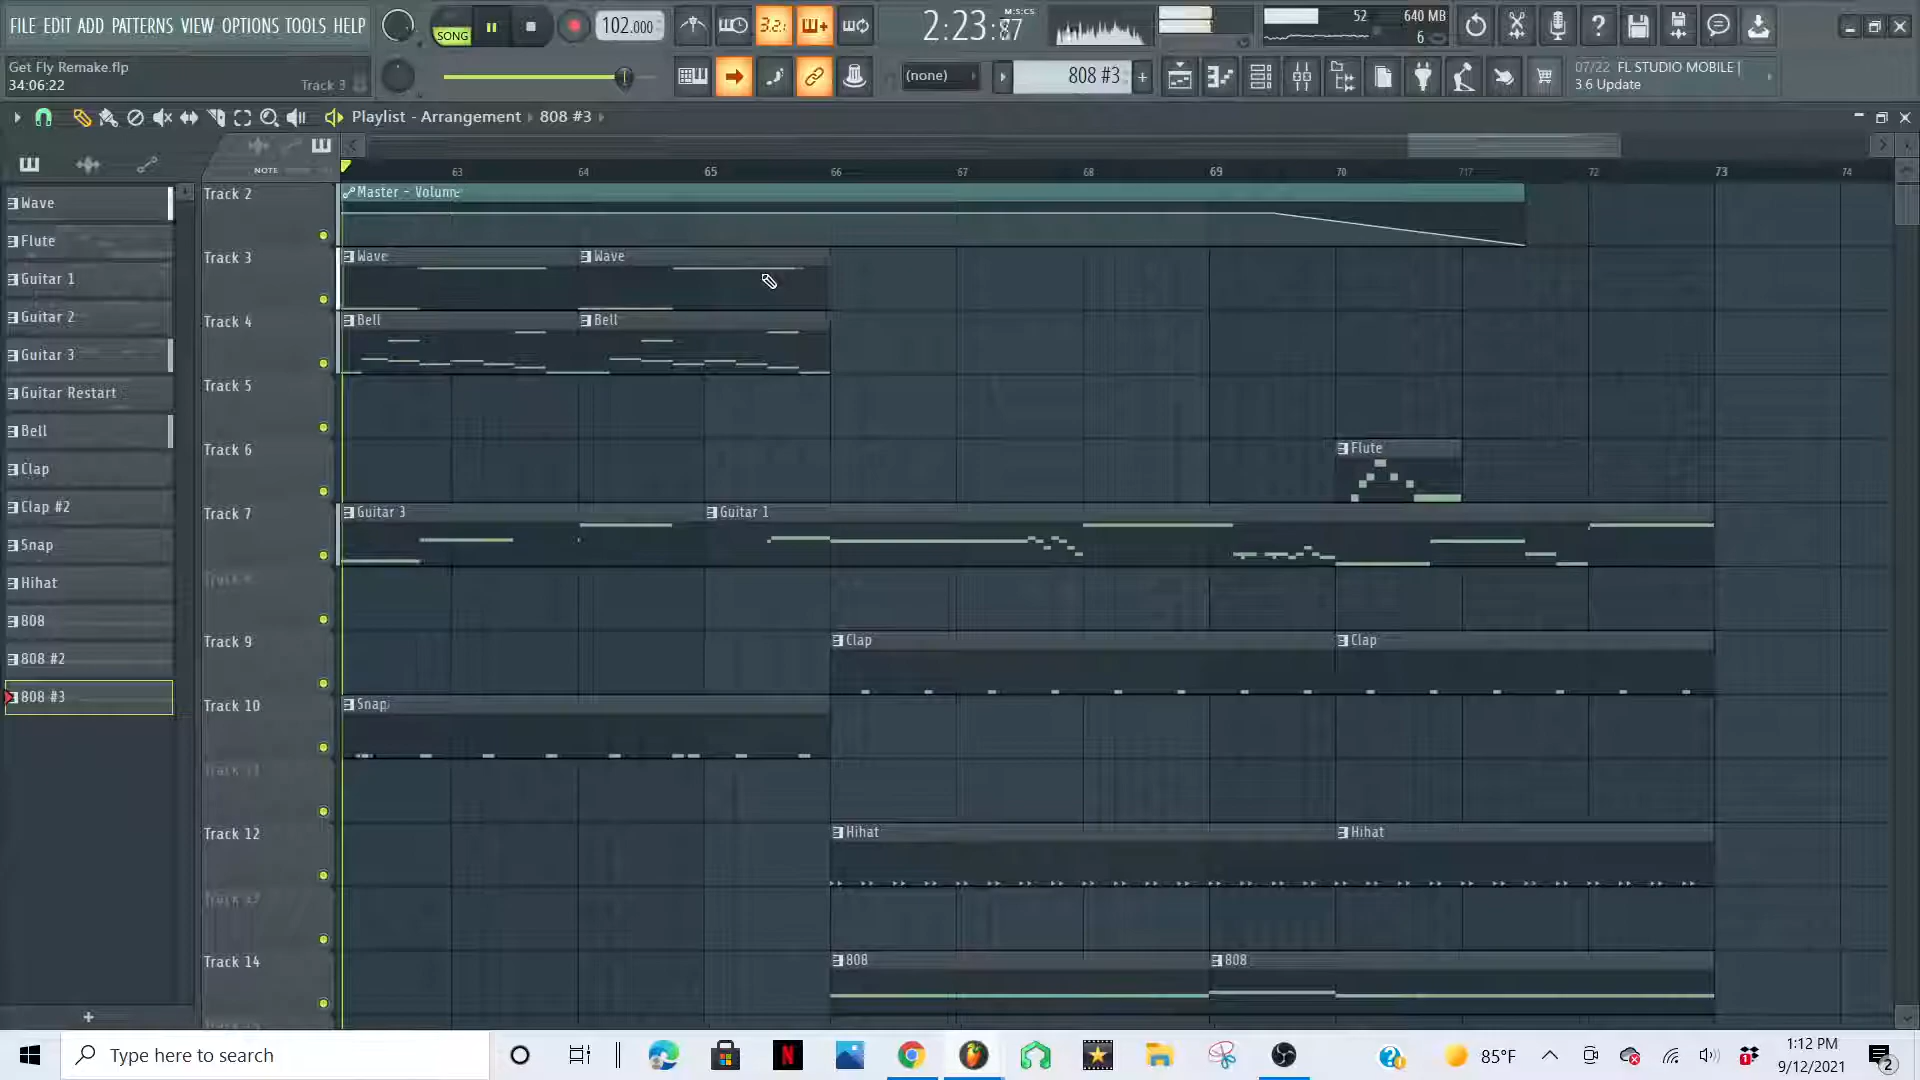 FILE EDIT ADD PATTERNS VIEW OPTIONS TOOLS HELP
SONG
102.000
3.2.
2:23:87
M:S:CS
52
640 MB
6
Get Fly Remake.flp
34:06:22
Track 3
(none)
808 #3
+
07/22 FL STUDIO MOBILE |
3.6 Update
Playlist - Arrangement
808 #3
NOTE
63
64
65
66
67
68
69
70
72
73
74
Wave
Flute
Guitar 1
Guitar 2
Guitar 3
Guitar Restart
Bell
Clap
Clap #2
Snap
Hihat
808
808 #2
808 #3
+
Track 2
Master - Volume
Track 3
Wave
Wave
Track 4
Bell
Bell
Track 5
Track 6
Flute
Track 7
Guitar 3
Guitar 1
Track 9
Clap
Clap
Track 10
Snap
Track 11
Track 12
Hihat
Hihat
Track 14
808
808
Type here to search
85°F
1:12 PM
9/12/2021
2